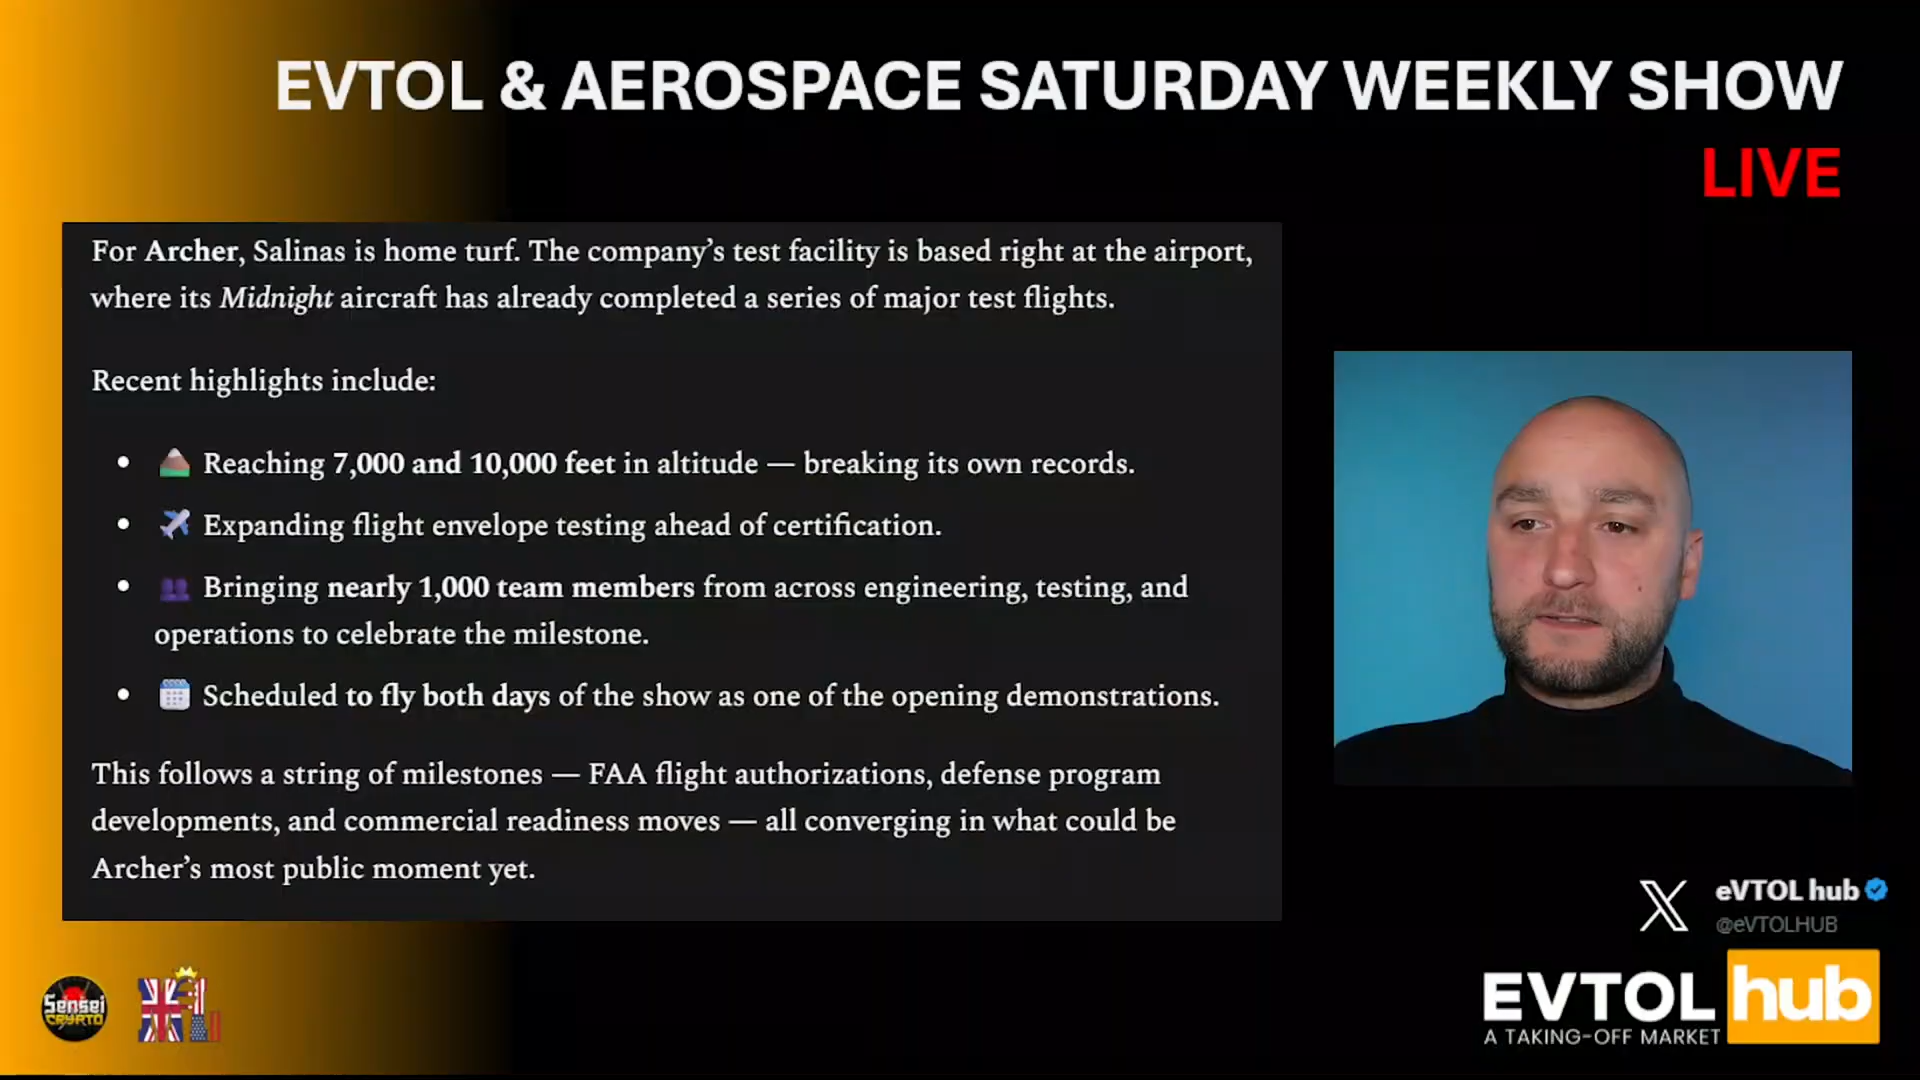 EVTOL & AEROSPACE SATURDAY WEEKLY SHOW
LIVE
For Archer, Salinas is home turf. The company’s test facility is based right at the airport,
where its Midnight aircraft has already completed a series of major test flights.
Recent highlights include:
• Reaching 7,000 and 10,000 feet in altitude — breaking its own records.
• Expanding flight envelope testing ahead of certification.
• Bringing nearly 1,000 team members from across engineering, testing, and
operations to celebrate the milestone.
• Scheduled to fly both days of the show as one of the opening demonstrations.
This follows a string of milestones — FAA flight authorizations, defense program
developments, and commercial readiness moves — all converging in what could be
Archer’s most public moment yet.
eVTOL hub
@eVTOLHUB
EVTOL hub
A TAKING-OFF MARKET
Sensei
CRYPTO